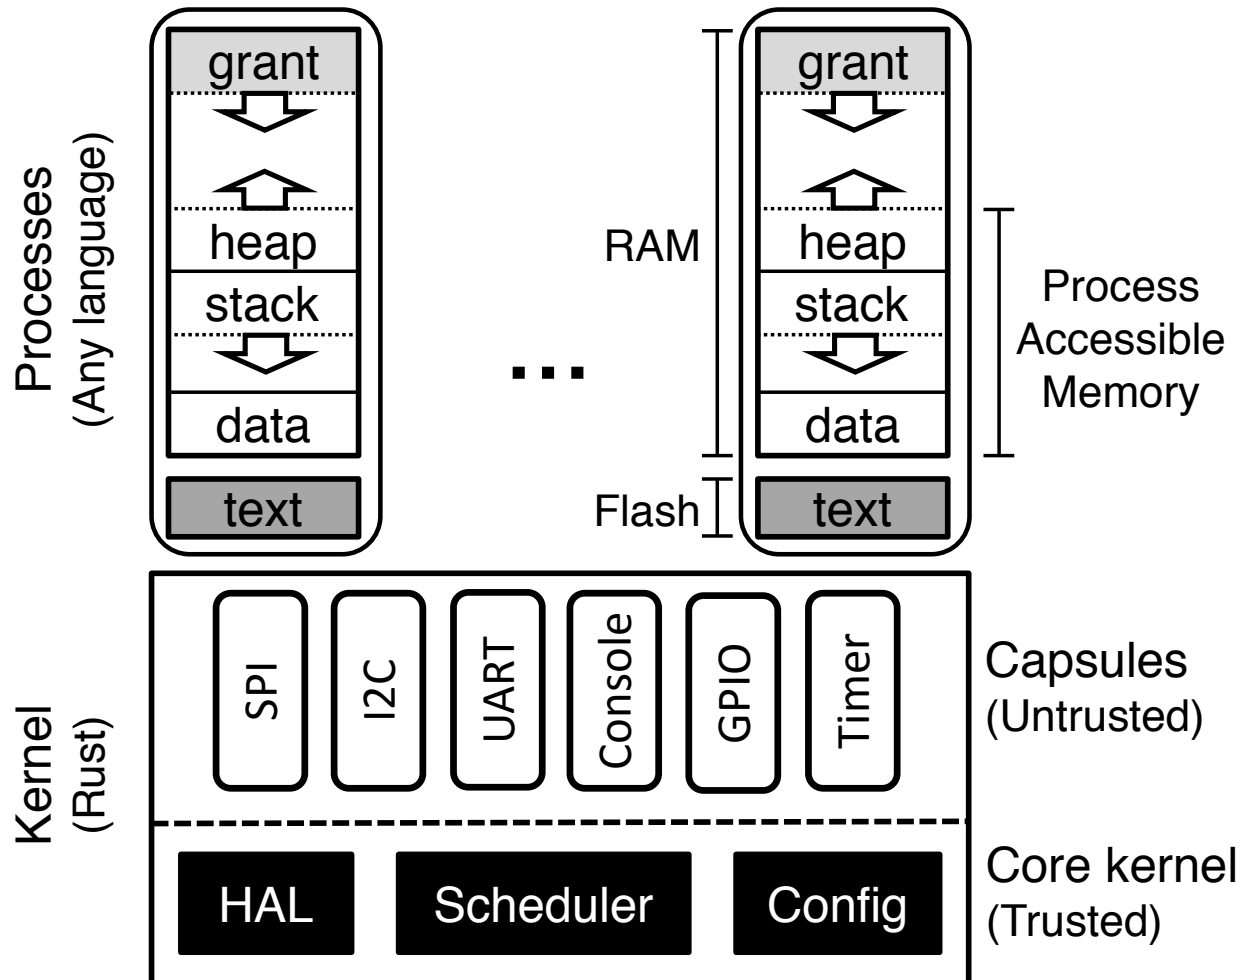 Processes
(Any language)
grant
heap
stack
data
text
...
RAM
Flash
grant
heap
stack
data
text
Process
Accessible
Memory
Kernel
(Rust)
SPI
I2C
UART
Console
GPIO
Timer
Capsules
(Untrusted)
HAL
Scheduler
Config
Core kernel
(Trusted)